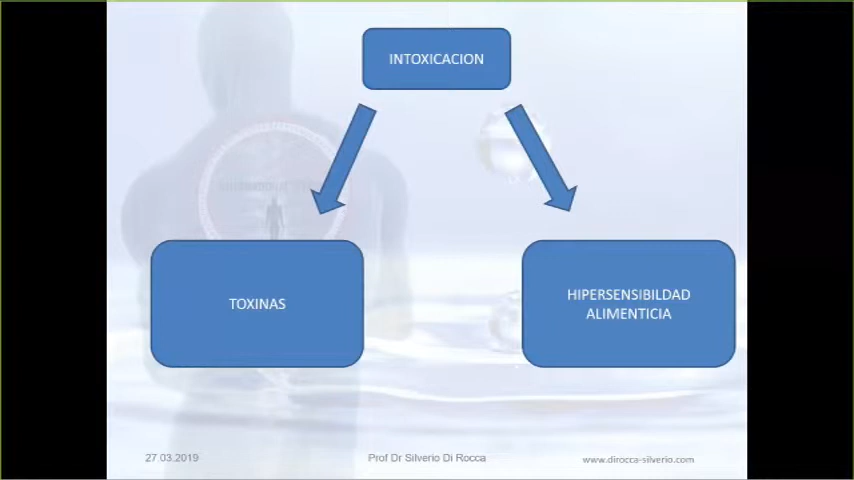 INTOXICACION
TOXINAS
HIPERSENSIBILDAD
ALIMENTICIA
27.03.2019
Prof Dr Silverio Di Rocca
www.dirocca-silverio.com